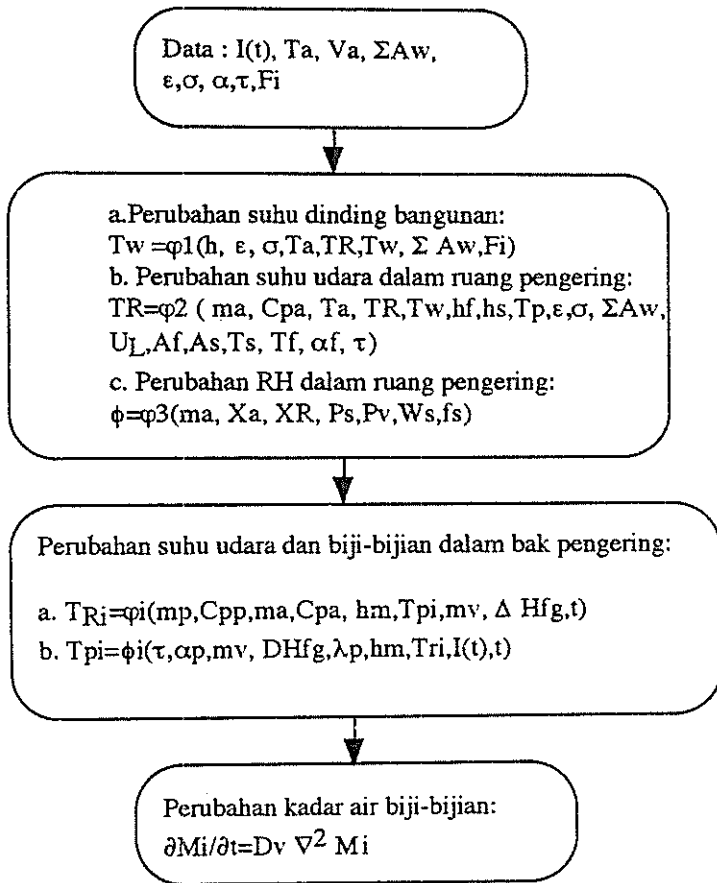 Data : I(t), Ta, Va, ΣAw,
ε,σ, α,τ,Fi
a.Perubahan suhu dinding bangunan:
Tw =φ1(h, ε, σ,Ta,TR,Tw, Σ Aw,Fi)
b. Perubahan suhu udara dalam ruang pengering:
TR=φ2 ( ma, Cpa, Ta, TR,Tw,hf,hs,Tp,ε,σ, ΣAw,
UL,Af,As,Ts, Tf, αf, τ)
c. Perubahan RH dalam ruang pengering:
ϕ=φ3(ma, Xa, XR, Ps,Pv,Ws,fs)
Perubahan suhu udara dan biji-bijian dalam bak pengering:
a. TRi=φi(mp,Cpp,ma,Cpa, hm,Tpi,mv, Δ Hfg,t)
b. Tpi=ϕi(τ,αp,mv, DHfg,λp,hm,Tri,I(t),t)
Perubahan kadar air biji-bijian:
∂Mi/∂t=Dv ∇² Mi